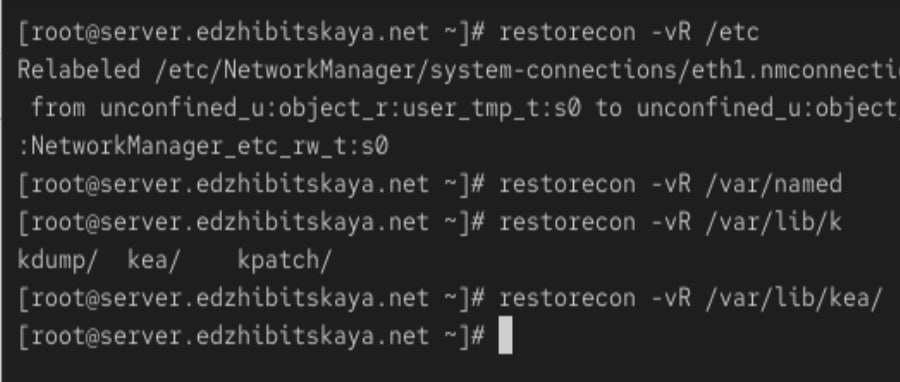 [root@server.edzhibitskaya.net ~]# restorecon -vR /etc
Relabeled /etc/NetworkManager/system-connections/eth1.nmconnecti
from unconfined_u:object_r:user_tmp_t:s0 to unconfined_u:object_
:NetworkManager_etc_rw_t:s0
[root@server.edzhibitskaya.net ~]# restorecon -vR /var/named
[root@server.edzhibitskaya.net ~]# restorecon -vR /var/lib/k
kdump/ kea/ kpatch/
[root@server.edzhibitskaya.net ~]# restorecon -vR /var/lib/kea/
[root@server.edzhibitskaya.net ~]#